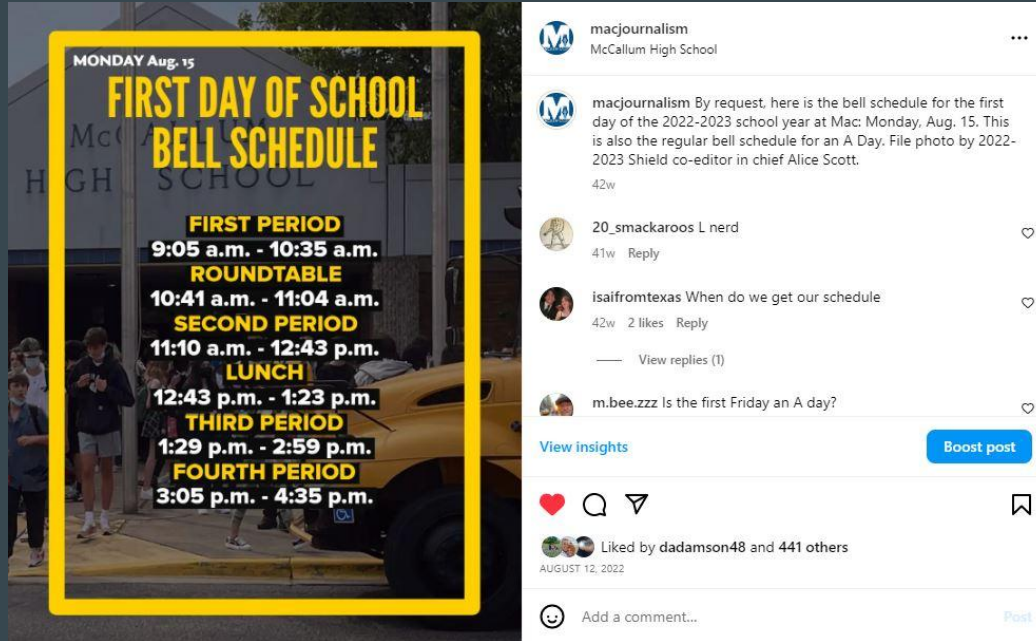 MONDAY Aug. 15
FIRST DAY OF SCHOOL
BELL SCHEDULE
McCALLUM
HIGH SCHOOL
FIRST PERIOD
9:05 a.m. - 10:35 a.m.
ROUNDTABLE
10:41 a.m. - 11:04 a.m.
SECOND PERIOD
11:10 a.m. - 12:43 p.m.
LUNCH
12:43 p.m. - 1:23 p.m.
THIRD PERIOD
1:29 p.m. - 2:59 p.m.
FOURTH PERIOD
3:05 p.m. - 4:35 p.m.
M
macjournalism
McCallum High School
M
macjournalism By request, here is the bell schedule for the first
day of the 2022-2023 school year at Mac: Monday, Aug. 15. This
is also the regular bell schedule for an A Day. File photo by 2022-
2023 Shield co-editor in chief Alice Scott.
42w
20_smackaroos L nerd
41w Reply
isaifromtexas When do we get our schedule
42w 2 likes Reply
View replies (1)
m.bee.zzz Is the first Friday an A day?
View insights
Boost post
Liked by dadamson48 and 441 others
AUGUST 12, 2022
Add a comment...
Post